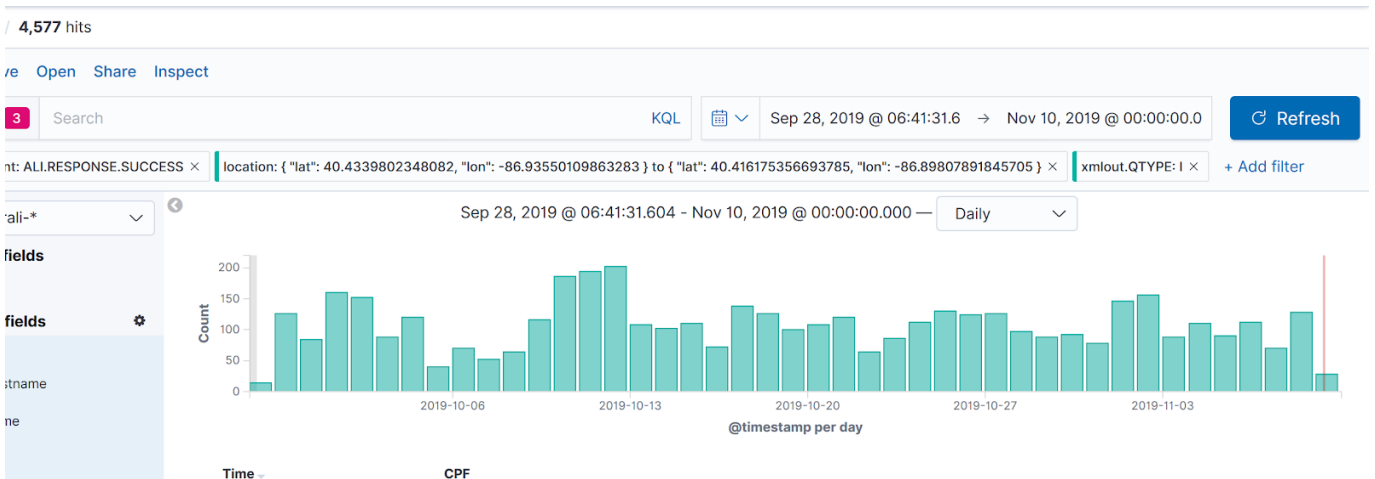 / 4,577 hits
ve Open Share Inspect
3 Search KQL Sep 28, 2019 @ 06:41:31.6 → Nov 10, 2019 @ 00:00:00.0 Refresh
nt: ALI.RESPONSE.SUCCESS × location: { "lat": 40.4339802348082, "lon": -86.93550109863283 } to { "lat": 40.416175356693785, "lon": -86.89807891845705 } × xmlout.QTYPE: I × + Add filter
rali-*
Sep 28, 2019 @ 06:41:31.604 - Nov 10, 2019 @ 00:00:00.000 — Daily
fields
fields
stname
me
Count
200
150
100
50
0
2019-10-06 2019-10-13 2019-10-20 2019-10-27 2019-11-03
@timestamp per day
Time CPF